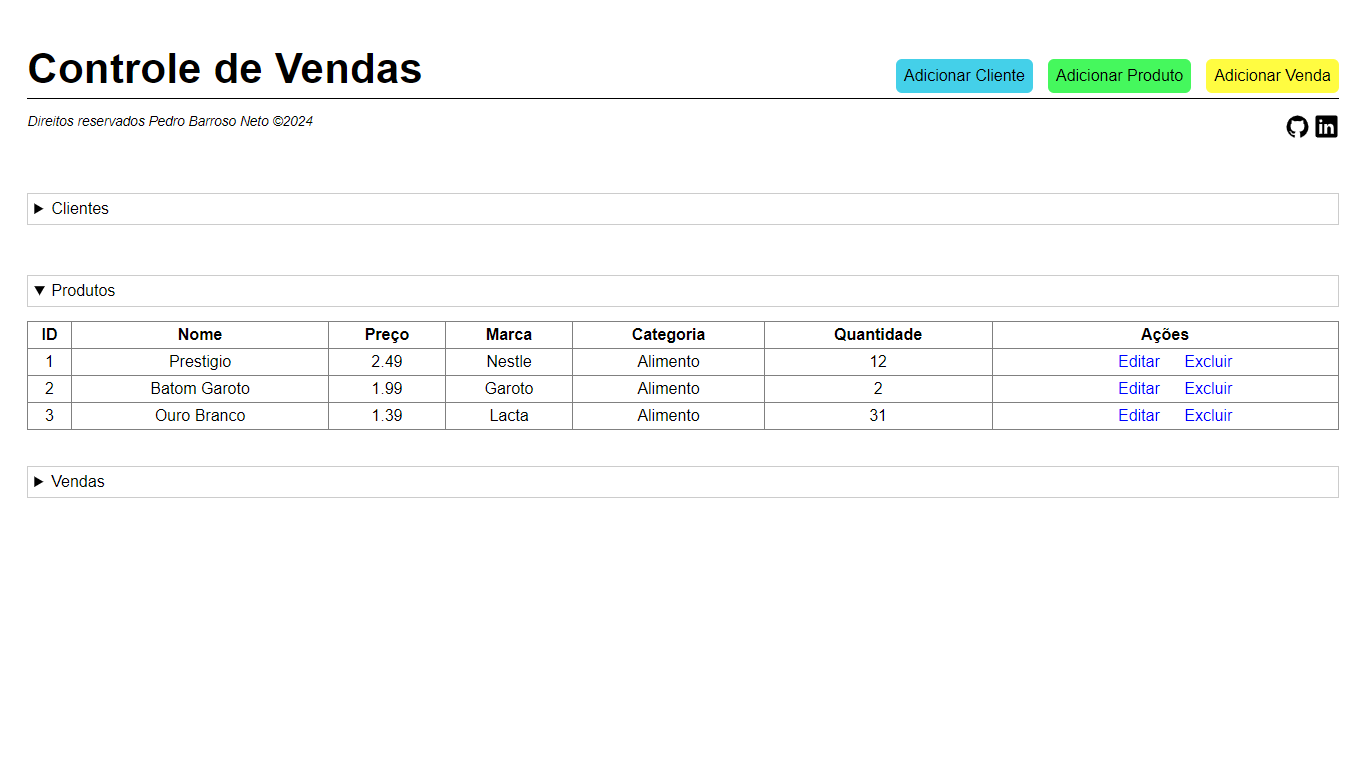 Controle de Vendas
Adicionar Cliente Adicionar Produto Adicionar Venda
Direitos reservados Pedro Barroso Neto ©2024
in
Clientes
Produtos
ID Nome Preço Marca Categoria Quantidade Ações
1 Prestigio 2.49 Nestle Alimento 12 Editar Excluir
2 Batom Garoto 1.99 Garoto Alimento 2 Editar Excluir
3 Ouro Branco 1.39 Lacta Alimento 31 Editar Excluir
Vendas